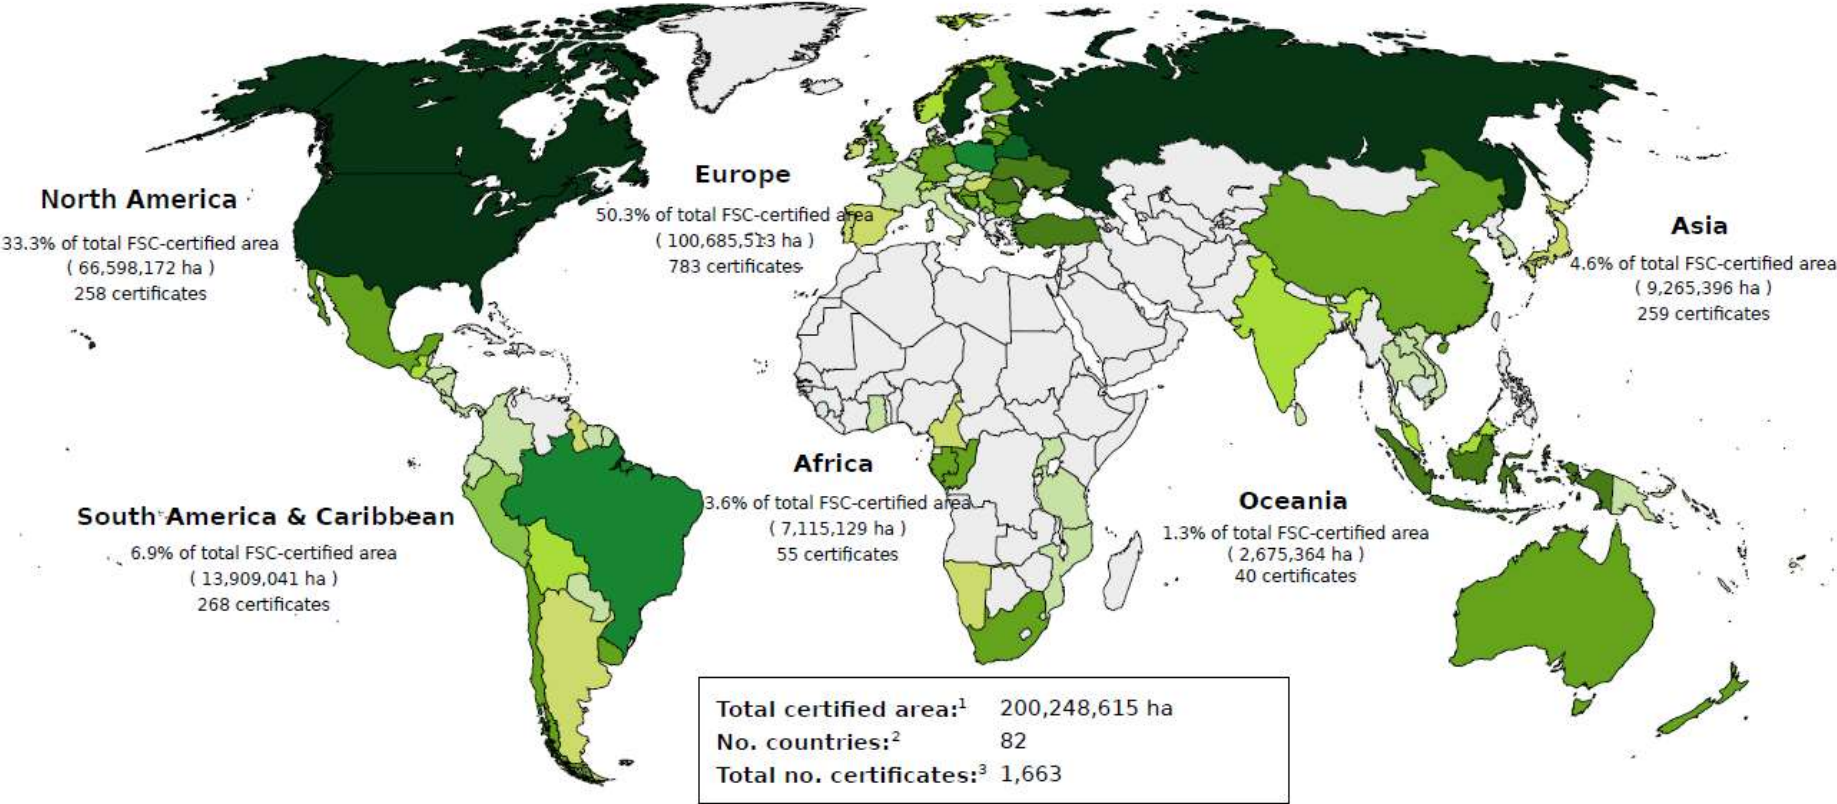 North America
33.3% of total FSC-certified area
( 66,598,172 ha )
258 certificates
Europe
50.3% of total FSC-certified area
( 100,685,513 ha )
783 certificates
Asia
4.6% of total FSC-certified area
( 9,265,396 ha )
259 certificates
South America & Caribbean
6.9% of total FSC-certified area
( 13,909,041 ha )
268 certificates
Africa
3.6% of total FSC-certified area
( 7,115,129 ha )
55 certificates
Oceania
1.3% of total FSC-certified area
( 2,675,364 ha )
40 certificates
Total certified area:¹ 200,248,615 ha
No. countries:² 82
Total no. certificates:³ 1,663